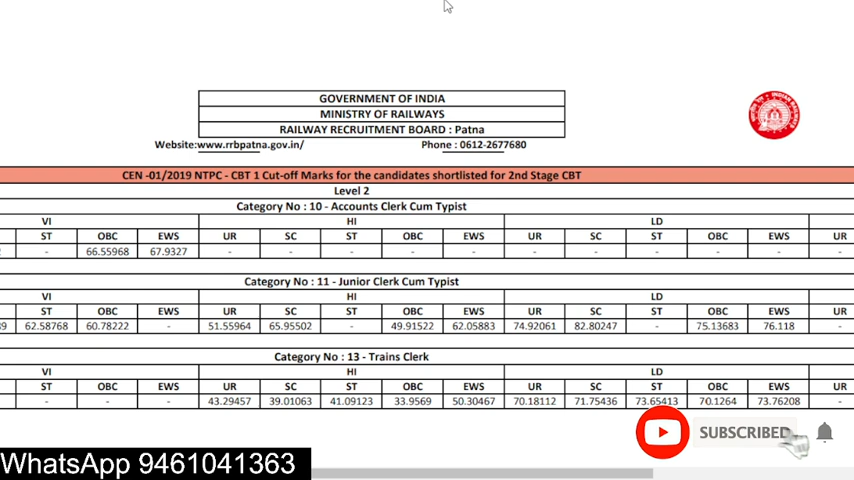 GOVERNMENT OF INDIA
MINISTRY OF RAILWAYS
RAILWAY RECRUITMENT BOARD : Patna
Website:www.rrbpatna.gov.in/ Phone : 0612-2677680
CEN -01/2019 NTPC - CBT 1 Cut-off Marks for the candidates shortlisted for 2nd Stage CBT
Level 2
Category No : 10 - Accounts Clerk Cum Typist
VI HI LD
ST OBC EWS UR SC ST OBC EWS UR SC ST OBC EWS UR
- 66.55968 67.9327 - - - - - - - - - - -
Category No : 11 - Junior Clerk Cum Typist
VI HI LD
ST OBC EWS UR SC ST OBC EWS UR SC ST OBC EWS UR
62.58768 60.78222 - 51.55964 65.95502 - 49.91522 62.05883 74.92061 82.80247 - 75.13683 76.118 -
Category No : 13 - Trains Clerk
VI HI LD
ST OBC EWS UR SC ST OBC EWS UR SC ST OBC EWS UR
- - - 43.29457 39.01063 41.09123 33.9569 50.30467 70.18112 71.75436 73.65413 70.1264 73.76208 -
SUBSCRIBED
WhatsApp 9461041363